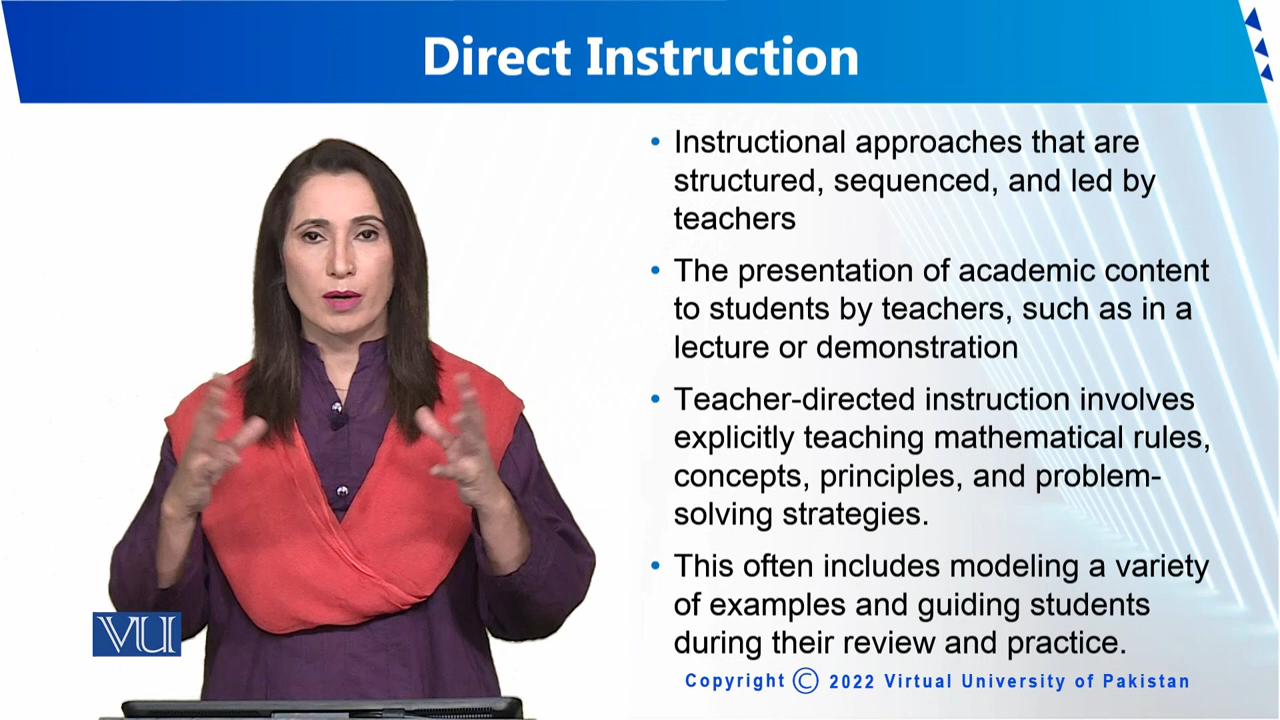 Direct Instruction
• Instructional approaches that are
structured, sequenced, and led by
teachers
• The presentation of academic content
to students by teachers, such as in a
lecture or demonstration
• Teacher-directed instruction involves
explicitly teaching mathematical rules,
concepts, principles, and problem-
solving strategies.
• This often includes modeling a variety
of examples and guiding students
during their review and practice.
VU
Copyright © 2022 Virtual University of Pakistan